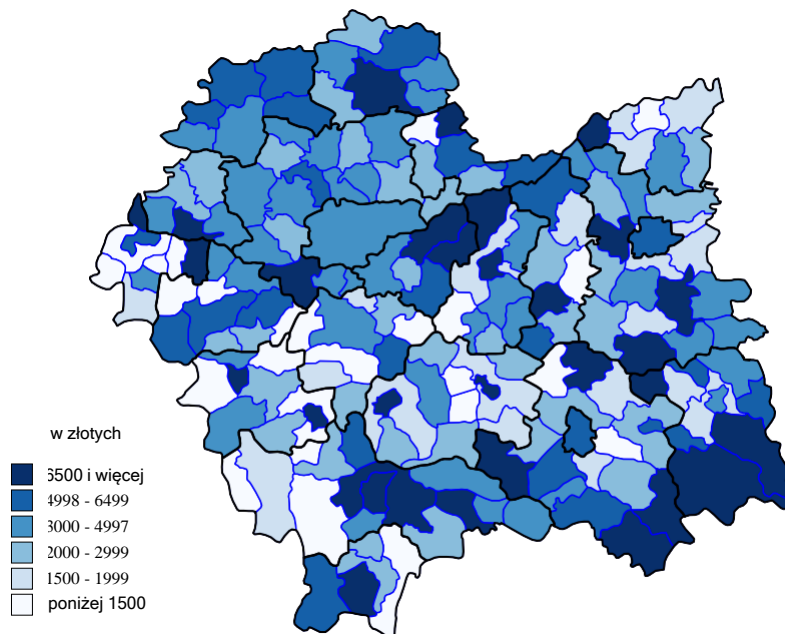 w złotych
6500 i więcej
4998 - 6499
3000 - 4997
2000 - 2999
1500 - 1999
poniżej 1500